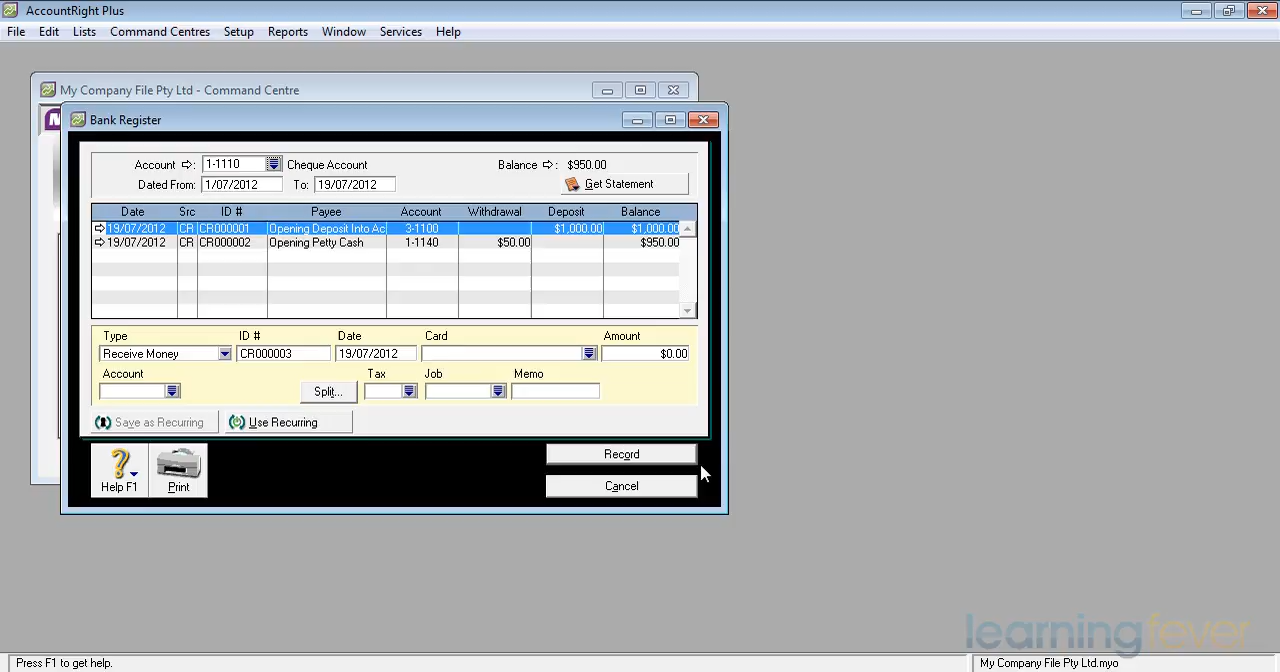 AccountRight Plus
File Edit Lists Command Centres Setup Reports Window Services Help
My Company File Pty Ltd - Command Centre
Bank Register
Account : 1-1110 Cheque Account Balance : $950.00
Dated From: 1/07/2012 To: 19/07/2012 Get Statement
Date Src ID # Payee Account Withdrawal Deposit Balance
19/07/2012 CR CR000001 Opening Deposit Into Ac 3-1100 $1,000.00 $1,000.00
19/07/2012 CR CR000002 Opening Petty Cash 1-1140 $50.00 $950.00
Type ID # Date Card Amount
Receive Money CR000003 19/07/2012 $0.00
Account Tax Job Memo
Split...
Save as Recurring Use Recurring
Help F1 Print Record
Cancel
learningfever
Press F1 to get help. My Company File Pty Ltd.myo